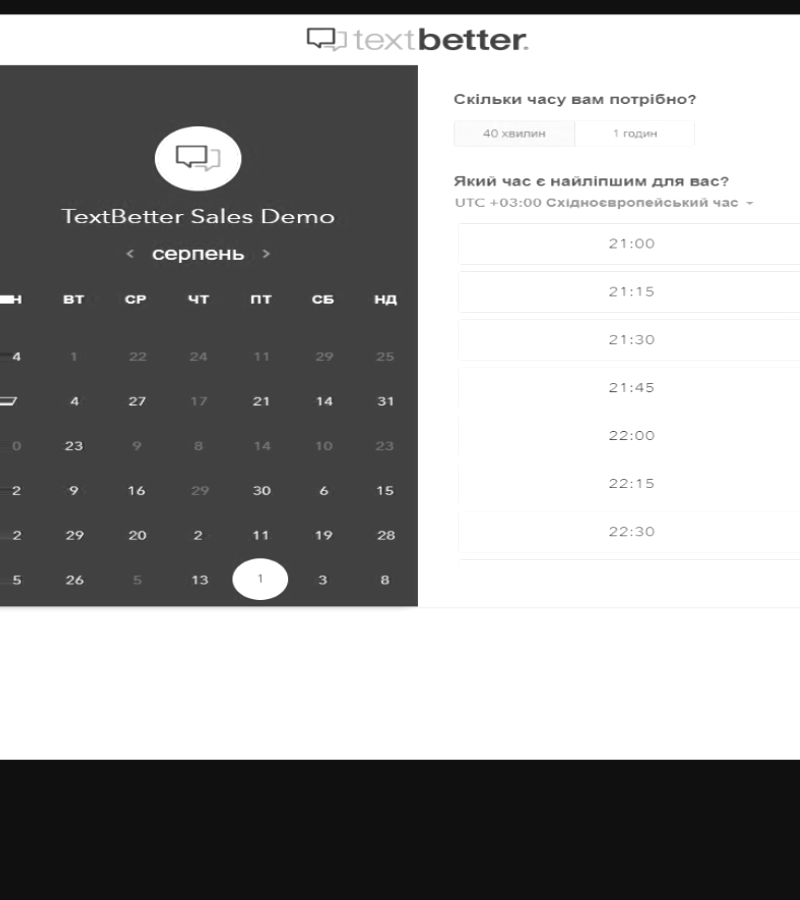 textbetter.
TextBetter Sales Demo
< серпень >
Н ВТ СР ЧТ ПТ СБ НД
4 1 22 24 11 29 25
4 27 17 21 14 31
0 23 9 8 14 10 23
2 9 16 29 30 6 15
2 29 20 2 11 19 28
5 26 5 13 1 3 8
Скільки часу вам потрібно?
40 хвилин 1 годин
Який час є найліпшим для вас?
UTC +03:00 Східноєвропейський час
21:00
21:15
21:30
21:45
22:00
22:15
22:30